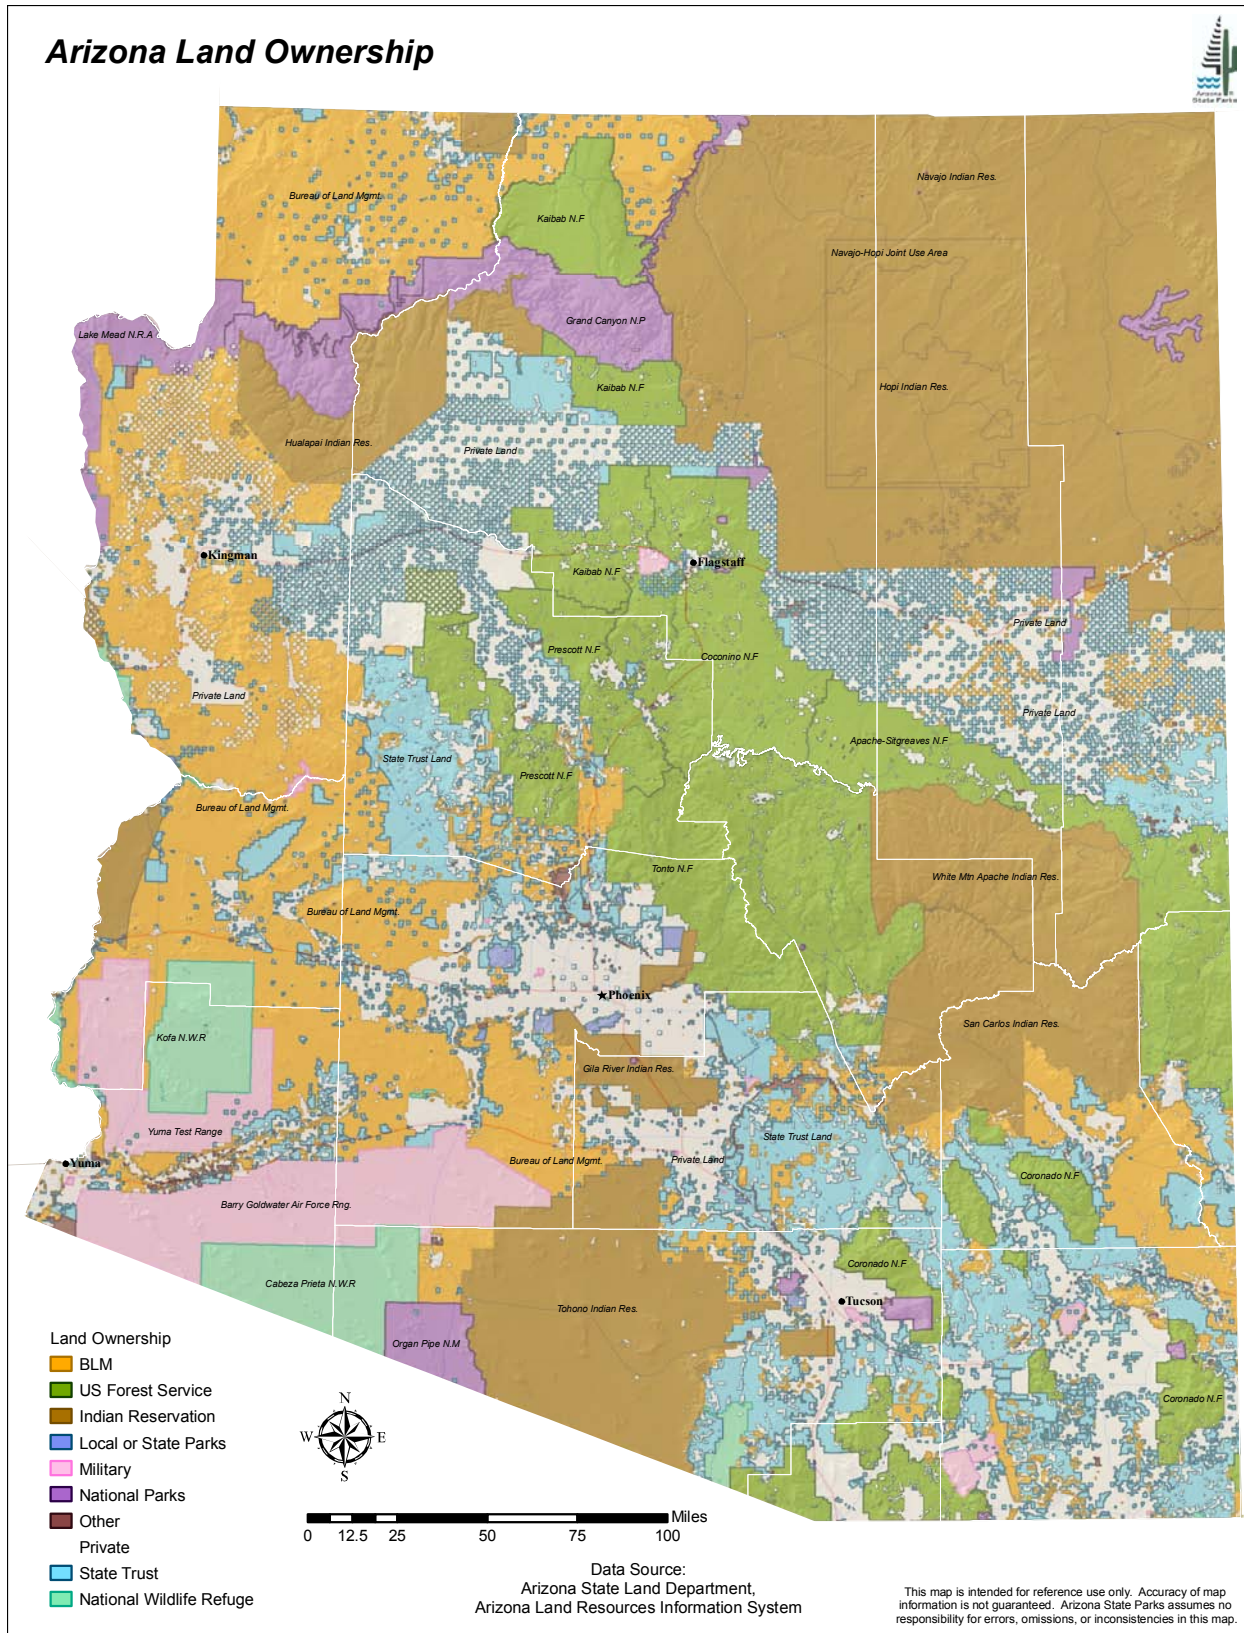 Arizona Land Ownership
Arizona
State Parks
Bureau of Land Mgmt.
Navajo Indian Res.
Kaibab N.F
Navajo-Hopi Joint Use Area
Lake Mead N.R.A
Grand Canyon N.P
Kaibab N.F
Hopi Indian Res.
Hualapai Indian Res.
Private Land
Kingman
Flagstaff
Kaibab N.F
Private Land
Prescott N.F
Coconino N.F
Private Land
Private Land
Apache-Sitgreaves N.F
State Trust Land
Prescott N.F
Bureau of Land Mgmt.
Tonto N.F
White Mtn Apache Indian Res.
Bureau of Land Mgmt.
Phoenix
San Carlos Indian Res.
Kofa N.W.R
Gila River Indian Res.
Yuma Test Range
State Trust Land
Yuma
Bureau of Land Mgmt.
Private Land
Coronado N.F
Barry Goldwater Air Force Rng.
Coronado N.F
Cabeza Prieta N.W.R
Tucson
Tohono Indian Res.
Organ Pipe N.M
Coronado N.F
Land Ownership
BLM
US Forest Service
Indian Reservation
Local or State Parks
Military
National Parks
Other
Private
State Trust
National Wildlife Refuge
N
W E
S
Miles
0 12.5 25 50 75 100
Data Source:
Arizona State Land Department,
Arizona Land Resources Information System
This map is intended for reference use only. Accuracy of map
information is not guaranteed. Arizona State Parks assumes no
responsibility for errors, omissions, or inconsistencies in this map.